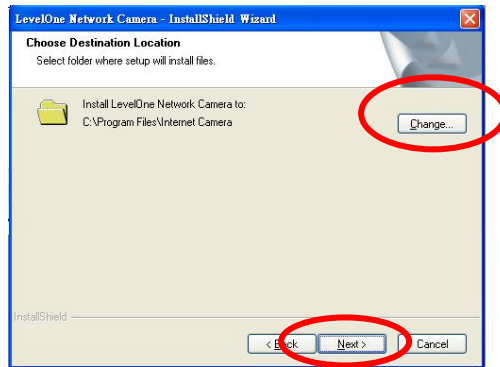 LevelOne Network Camera - InstallShield Wizard
Choose Destination Location
Select folder where setup will install files.
Install LevelOne Network Camera to:
C:\Program Files\Internet Camera
Change...
InstallShield
< Back Next > Cancel